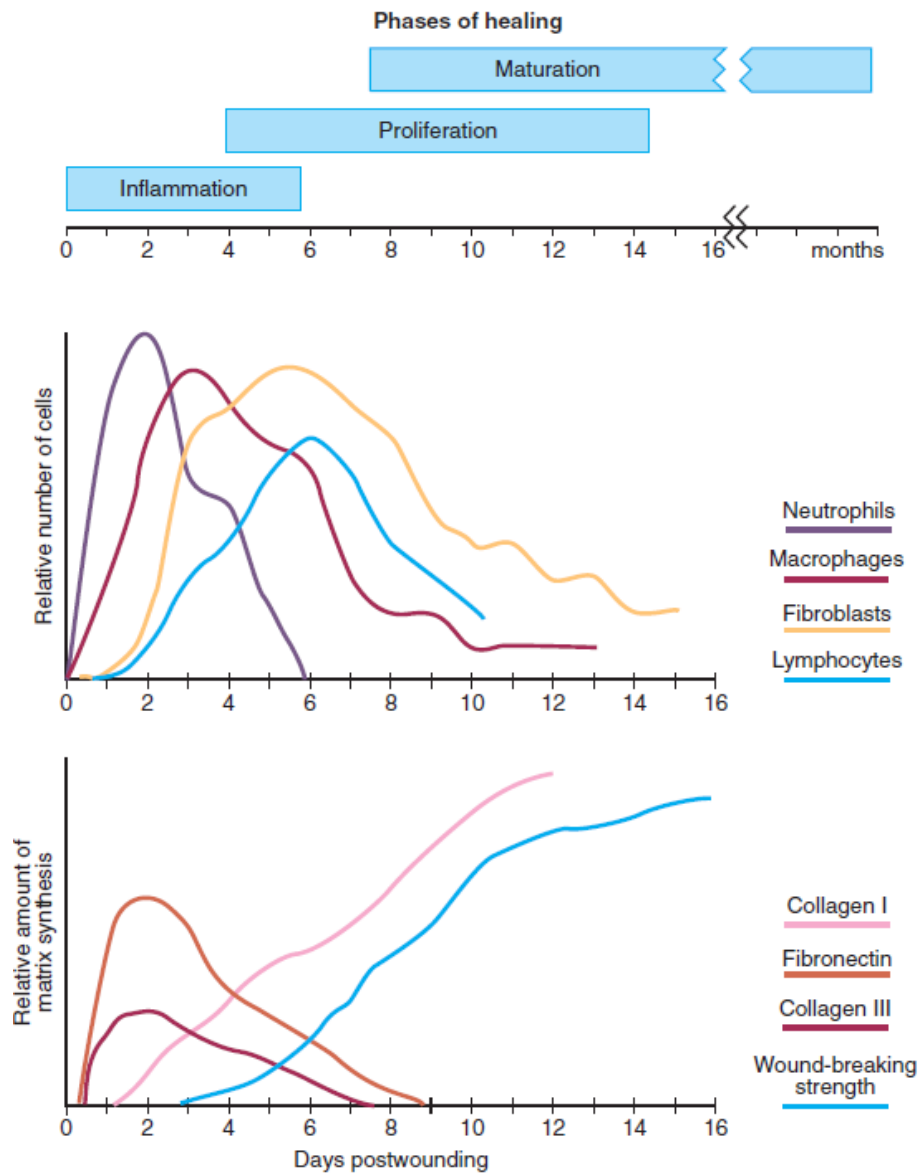 Phases of healing
Maturation
Proliferation
Inflammation
0 2 4 6 8 10 12 14 16 months
Relative number of cells
Neutrophils
Macrophages
Fibroblasts
Lymphocytes
0 2 4 6 8 10 12 14 16
Relative amount of
matrix synthesis
Collagen I
Fibronectin
Collagen III
Wound-breaking
strength
0 2 4 6 8 10 12 14 16
Days postwounding